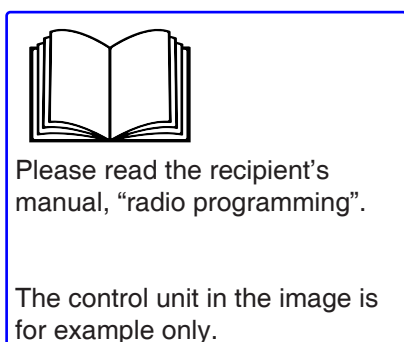 Please read the recipient's
manual, “radio programming”.
The control unit in the image is
for example only.